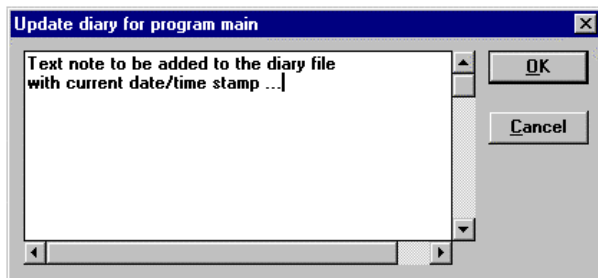 Update diary for program main
Text note to be added to the diary file
with current date/time stamp ...
OK
Cancel